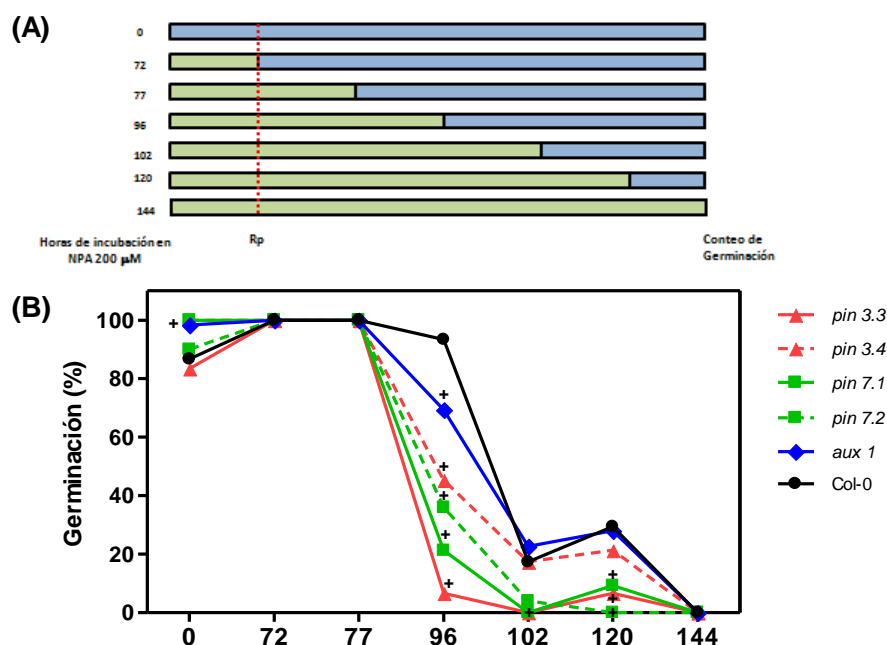 (A)
0
72
77
96
102
120
144
Horas de incubación en
NPA 200 µM
Rp
Conteo de
Germinación
(B)
Germinación (%)
100
80
60
40
20
0
0 72 77 96 102 120 144
pin 3.3
pin 3.4
pin 7.1
pin 7.2
aux 1
Col-0
+
+
+
+
+
+
+
+
+